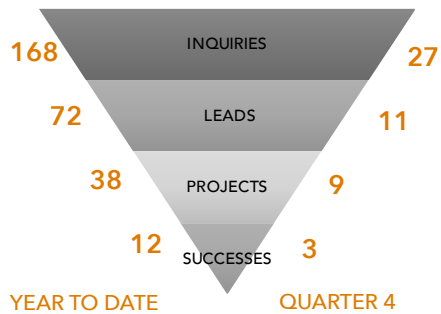 INQUIRIES
168
27
72
LEADS
11
38
PROJECTS
9
12
SUCCESSES
3
YEAR TO DATE
QUARTER 4